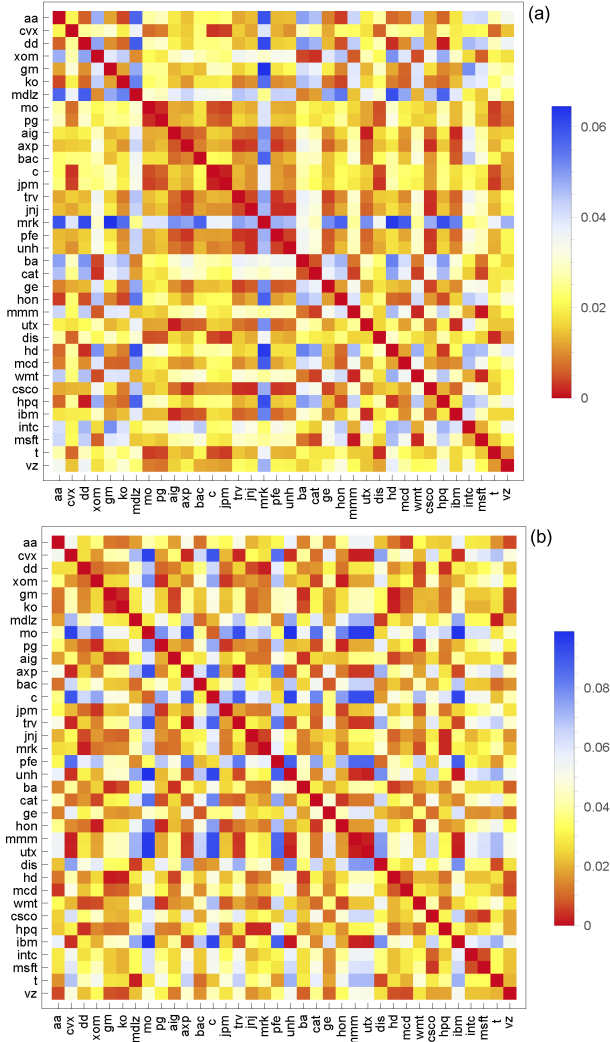 (a)
aa
cvx
dd
xom
gm
ko
mdlz
mo
pg
aig
axp
bac
c
jpm
trv
jnj
mrk
pfe
unh
ba
cat
ge
hon
mmm
utx
dis
hd
mcd
wmt
csco
hpq
ibm
intc
msft
t
vz
0.06
0.04
0.02
0
aa cvx dd xom gm ko mdlz mo pg aig axp bac c jpm trv jnj mrk pfe unh ba cat ge hon mmm utx dis hd mcd wmt csco hpq ibm intc msft t vz
(b)
aa
cvx
dd
xom
gm
ko
mdlz
mo
pg
aig
axp
bac
c
jpm
trv
jnj
mrk
pfe
unh
ba
cat
ge
hon
mmm
utx
dis
hd
mcd
wmt
csco
hpq
ibm
intc
msft
t
vz
0.08
0.06
0.04
0.02
0
aa cvx dd xom gm ko mdlz mo pg aig axp bac c jpm trv jnj mrk pfe unh ba cat ge hon mmm utx dis hd mcd wmt csco hpq ibm intc msft t vz